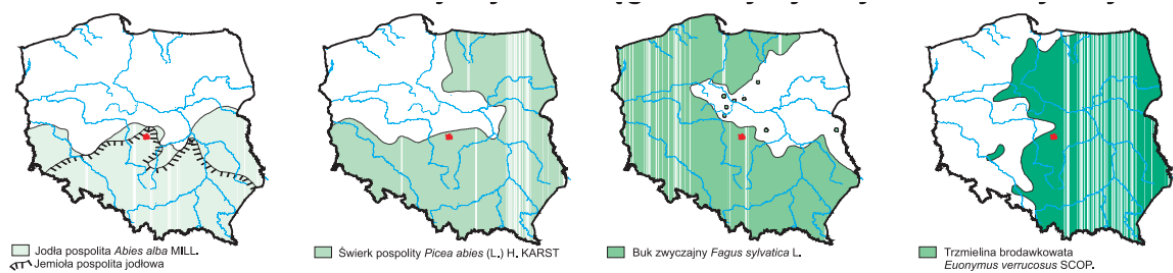 Jodła pospolita Abies alba MILL.
Jemioła pospolita jodłowa
Świerk pospolity Picea abies (L.) H. KARST
Buk zwyczajny Fagus sylvatica L.
Trzmielina brodawkowata
Euonymus verrucosus SCOP.